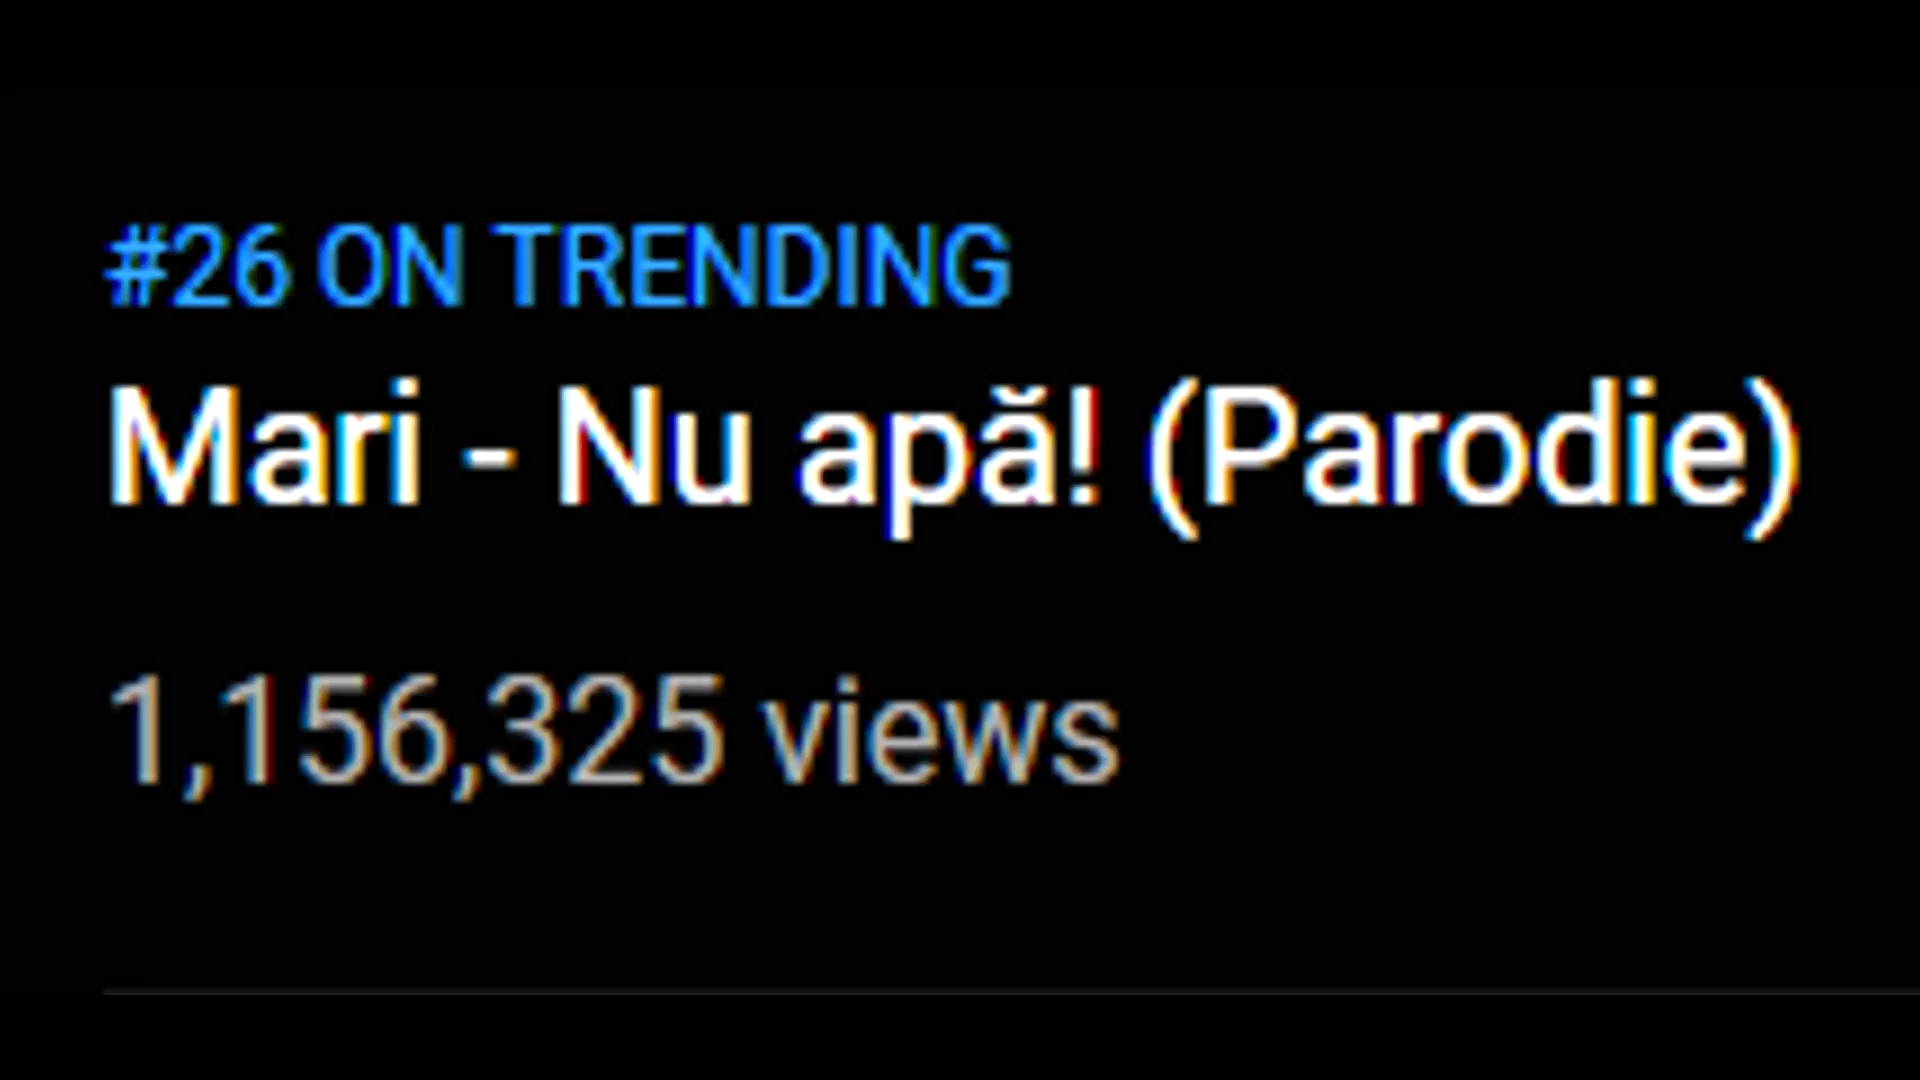 #26 ON TRENDING
Mari - Nu apă! (Parodie)
1,156,325 views